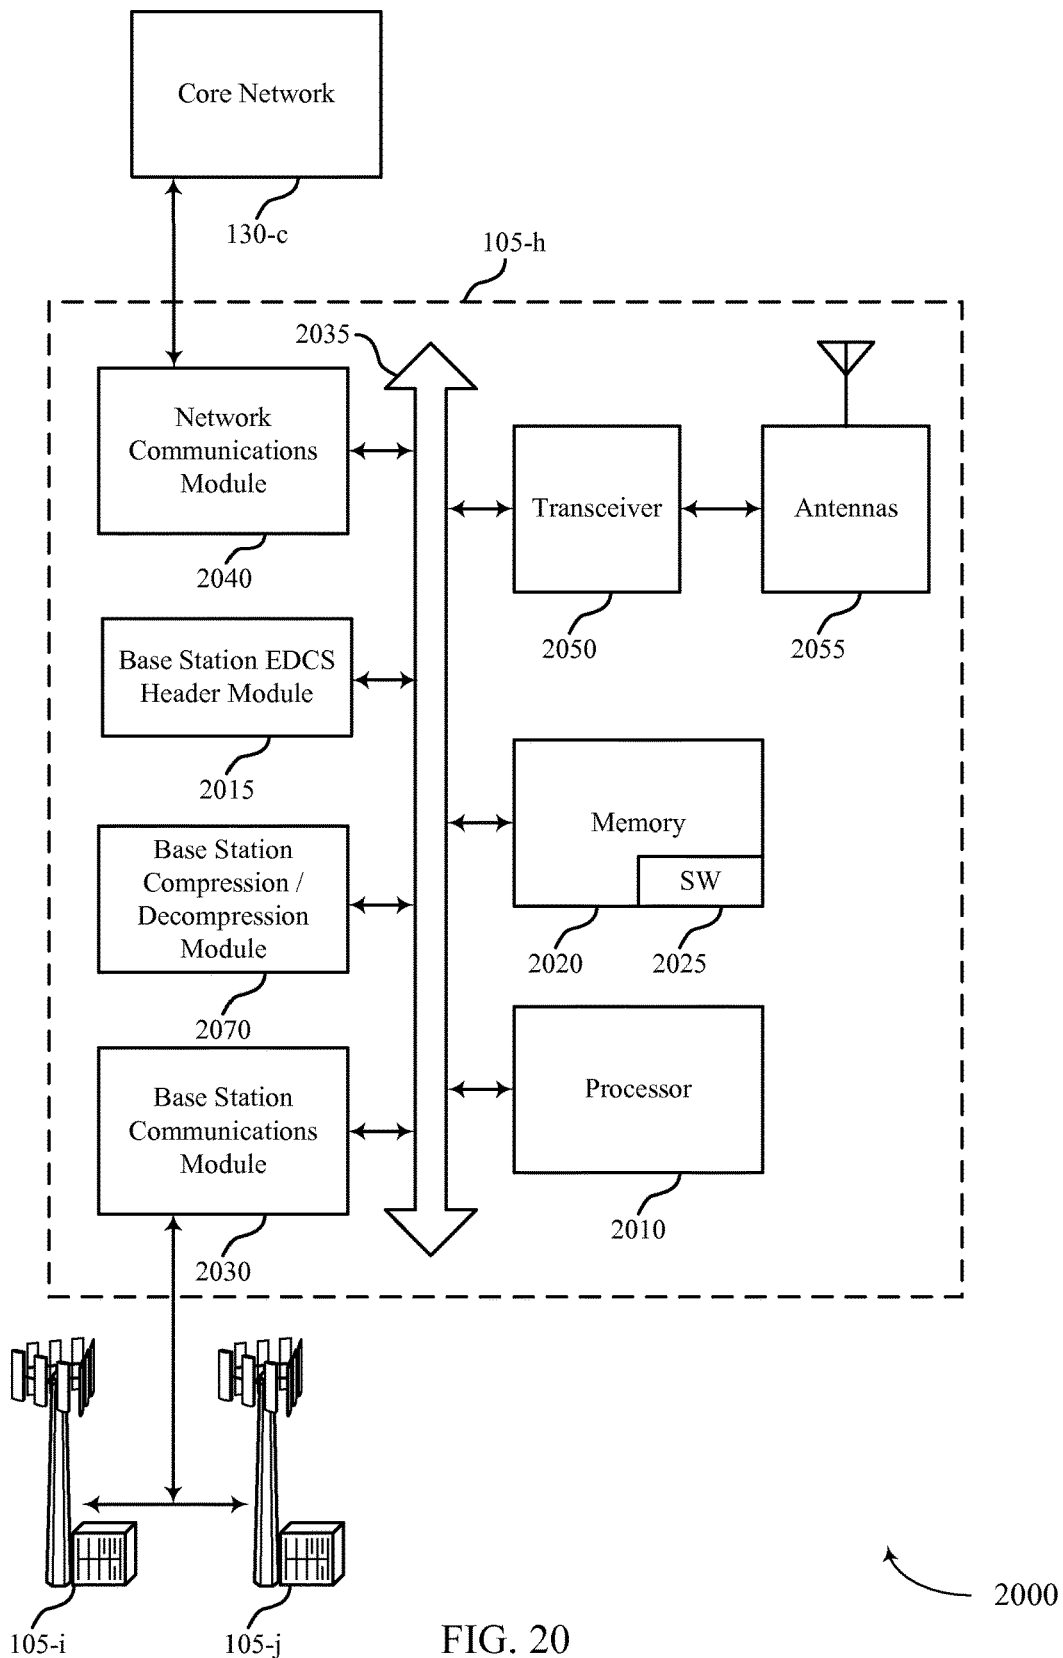 Core Network
130-c
105-h
2035
Network
Communications
Module
2040
Transceiver
2050
Antennas
2055
Base Station EDCS
Header Module
2015
Memory
SW
2020
2025
Base Station
Compression /
Decompression
Module
2070
Processor
2010
Base Station
Communications
Module
2030
105-i
105-j
2000
FIG. 20